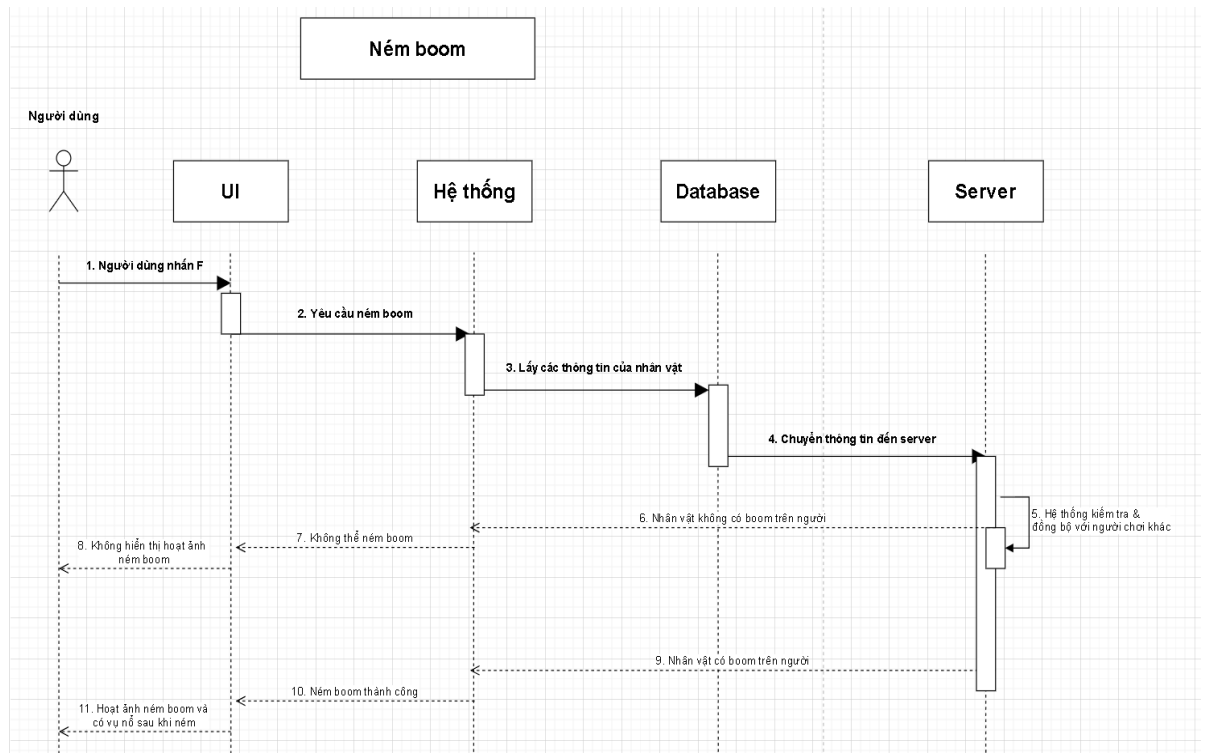 Ném boom
Người dùng
UI
Hệ thống
Database
Server
1. Người dùng nhấn F
2. Yêu cầu ném boom
3. Lấy các thông tin của nhân vật
4. Chuyển thông tin đến server
5. Hệ thống kiểm tra &
đồng bộ với người chơi khác
6. Nhân vật không có boom trên người
7. Không thể ném boom
8. Không hiển thị hoạt ảnh
ném boom
9. Nhân vật có boom trên người
10. Ném boom thành công
11. Hoạt ảnh ném boom và
có vụ nổ sau khi ném